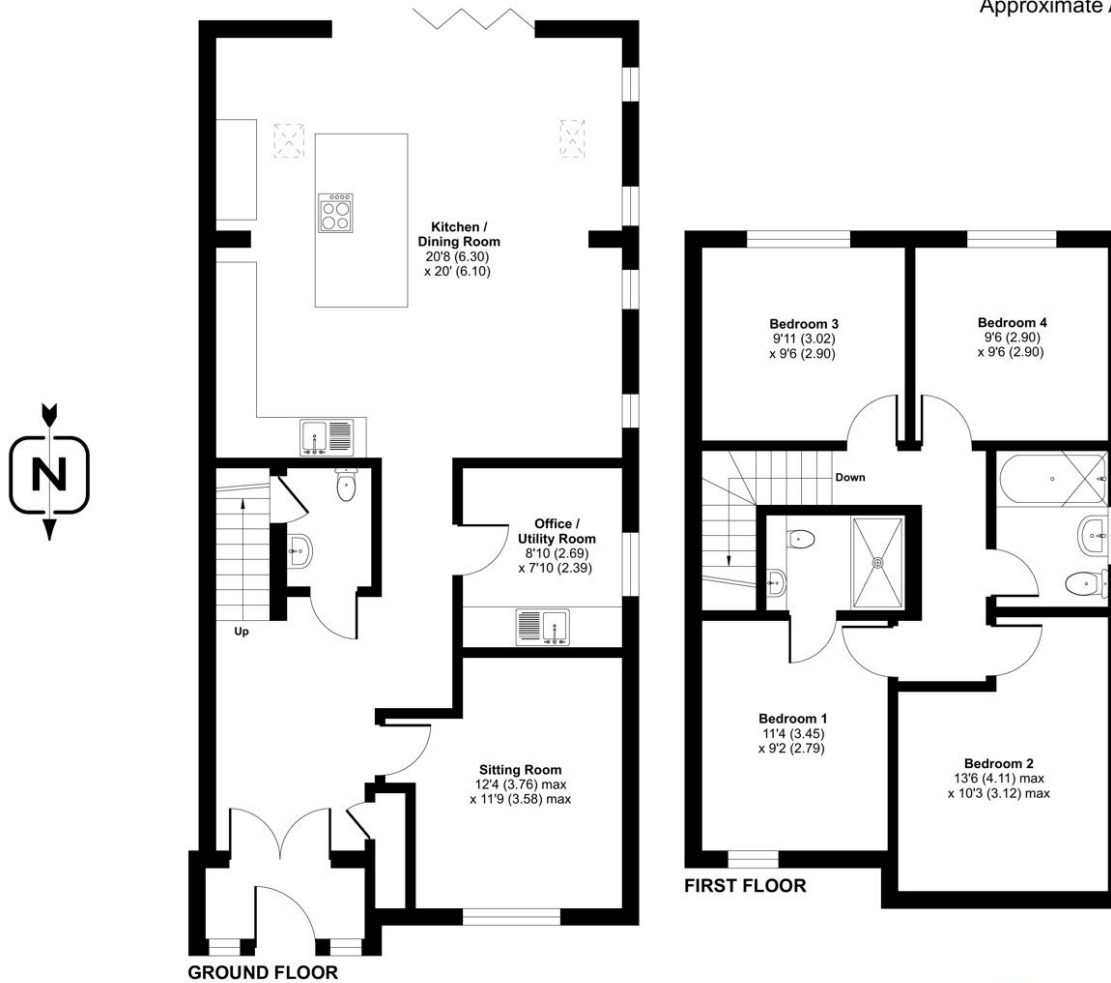 Approximate
N
Kitchen /
Dining Room
20'8 (6.30)
x 20' (6.10)
Office /
Utility Room
8'10 (2.69)
x 7'10 (2.39)
Up
Sitting Room
12'4 (3.76) max
x 11'9 (3.58) max
GROUND FLOOR
Bedroom 3
9'11 (3.02)
x 9'6 (2.90)
Bedroom 4
9'6 (2.90)
x 9'6 (2.90)
Down
Bedroom 1
11'4 (3.45)
x 9'2 (2.79)
Bedroom 2
13'6 (4.11) max
x 10'3 (3.12) max
FIRST FLOOR